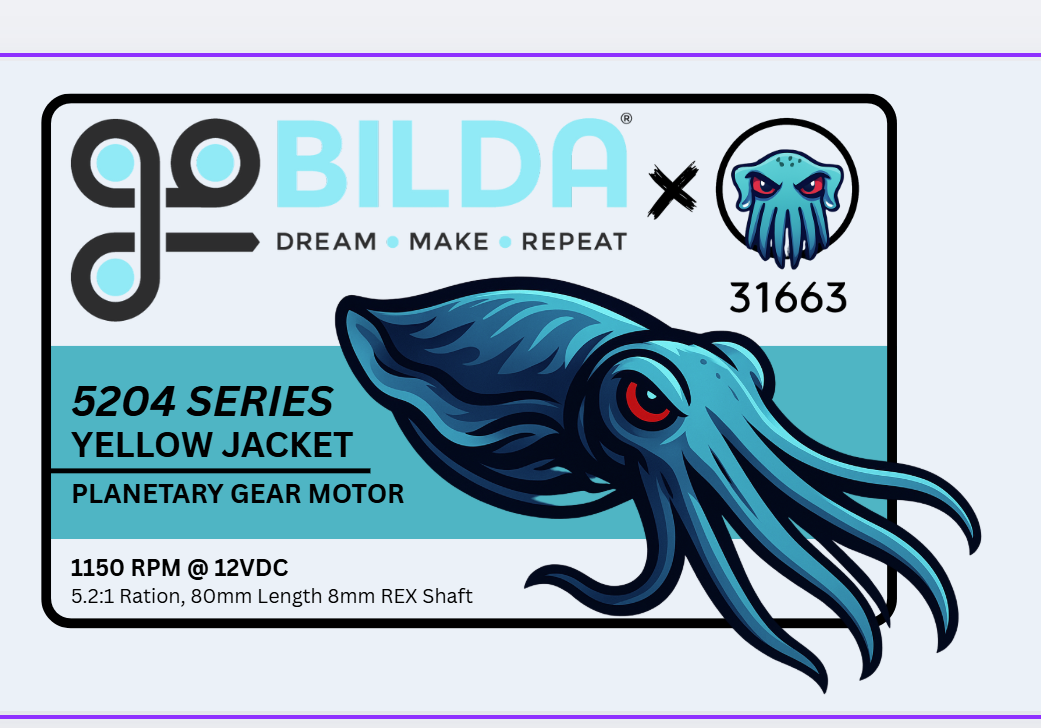 goBILDA®
DREAM • MAKE • REPEAT
X
31663
5204 SERIES
YELLOW JACKET
PLANETARY GEAR MOTOR
1150 RPM @ 12VDC
5.2:1 Ration, 80mm Length 8mm REX Shaft